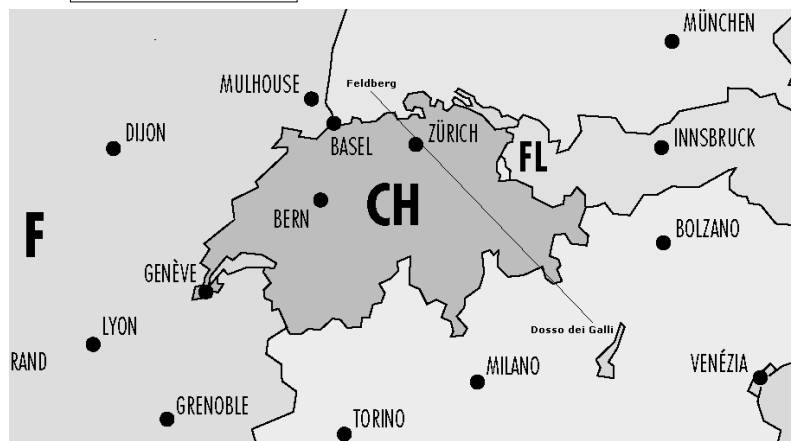 MÜNCHEN
Feldberg
MULHOUSE
DIJON
BASEL
ZÜRICH
FL
INNSBRUCK
BERN
CH
F
BOLZANO
GENÈVE
LYON
Dosso dei Galli
RAND
MILANO
VENÉZIA
GRENOBLE
TORINO